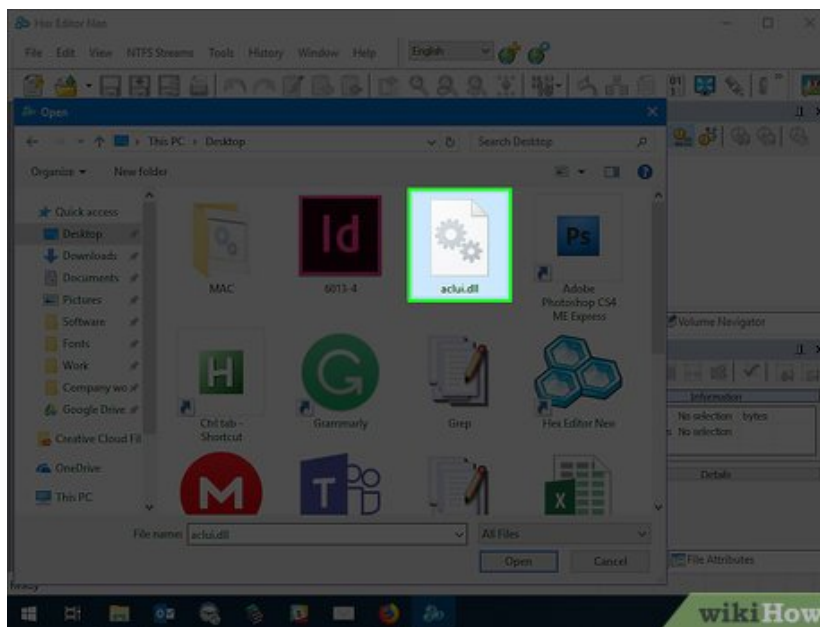 Hex Editor Neo
File Edit View NTFS Streams Tools History Window Help English
Open
This PC Desktop Search Desktop
Organize New folder
Quick access
Desktop
Downloads
Documents
Pictures
Software
Fonts
Work
Company wo
Google Drive
Creative Cloud Fil
OneDrive
This PC
MAC
Id
6013-4
aclui.dll
Ps
Adobe
Photoshop CS4
ME Express
H
Ctrl tab -
Shortcut
G
Grammarly
Grep
Hex Editor Neo
M
T
X
File name: aclui.dll All Files
Open Cancel
Volume Navigator
Information
No selection bytes
No selection
Details
File Attributes
Ready
wikiHow